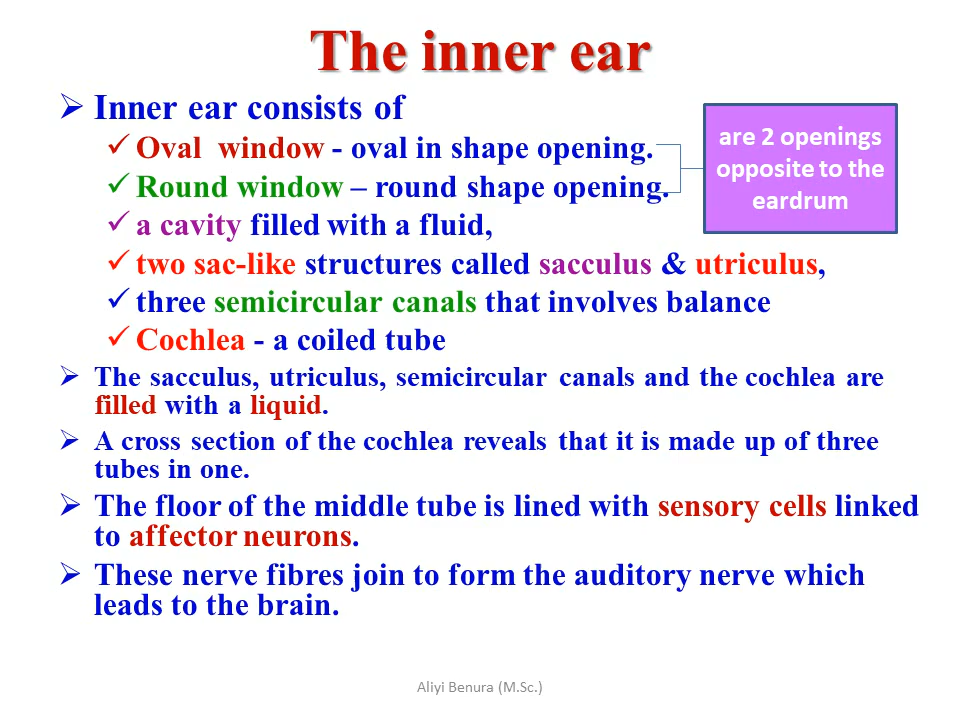 The inner ear
➢ Inner ear consists of
✓ Oval window - oval in shape opening.
✓ Round window – round shape opening.
are 2 openings
opposite to the
eardrum
✓ a cavity filled with a fluid,
✓ two sac-like structures called sacculus & utriculus,
✓ three semicircular canals that involves balance
✓ Cochlea - a coiled tube
➢ The sacculus, utriculus, semicircular canals and the cochlea are
filled with a liquid.
➢ A cross section of the cochlea reveals that it is made up of three
tubes in one.
➢ The floor of the middle tube is lined with sensory cells linked
to affector neurons.
➢ These nerve fibres join to form the auditory nerve which
leads to the brain.
Aliyi Benura (M.Sc.)